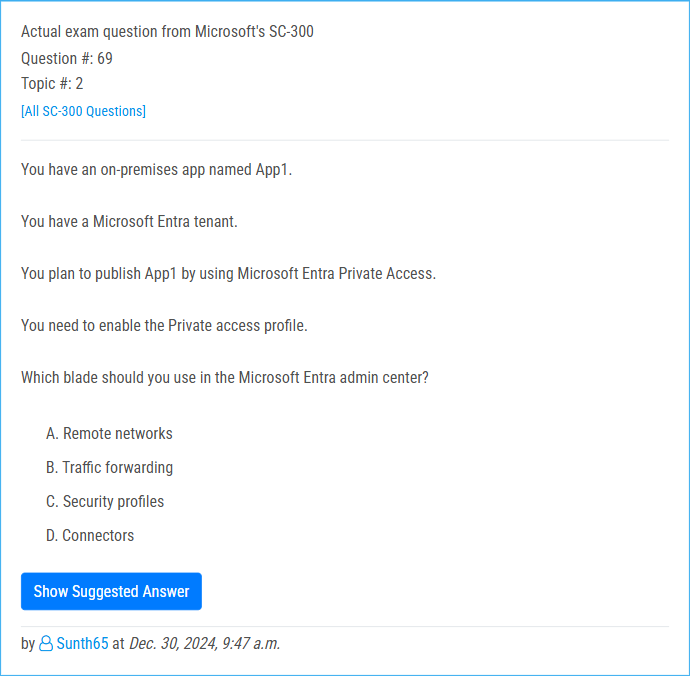 Actual exam question from Microsoft's SC-300
Question #: 69
Topic #: 2
[All SC-300 Questions]
You have an on-premises app named App1.
You have a Microsoft Entra tenant.
You plan to publish App1 by using Microsoft Entra Private Access.
You need to enable the Private access profile.
Which blade should you use in the Microsoft Entra admin center?
A. Remote networks
B. Traffic forwarding
C. Security profiles
D. Connectors
Show Suggested Answer
by Sunth65 at Dec. 30, 2024, 9:47 a.m.